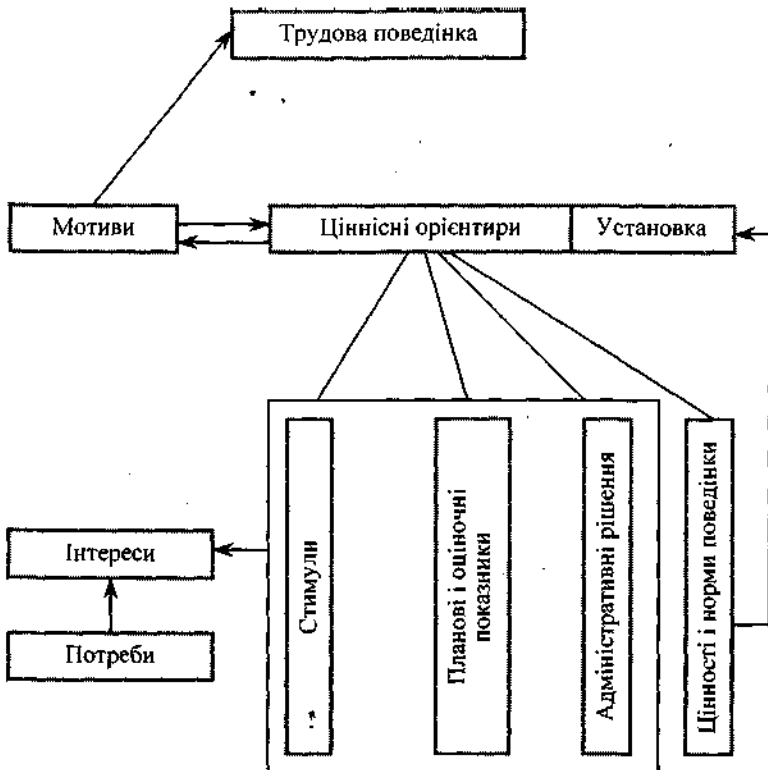 Трудова поведінка
Мотиви
Ціннісні орієнтири
Установка
Інтереси
Потреби
Стимули
Планові і оціночні
показники
Адміністративні рішення
Цінності і норми поведінки